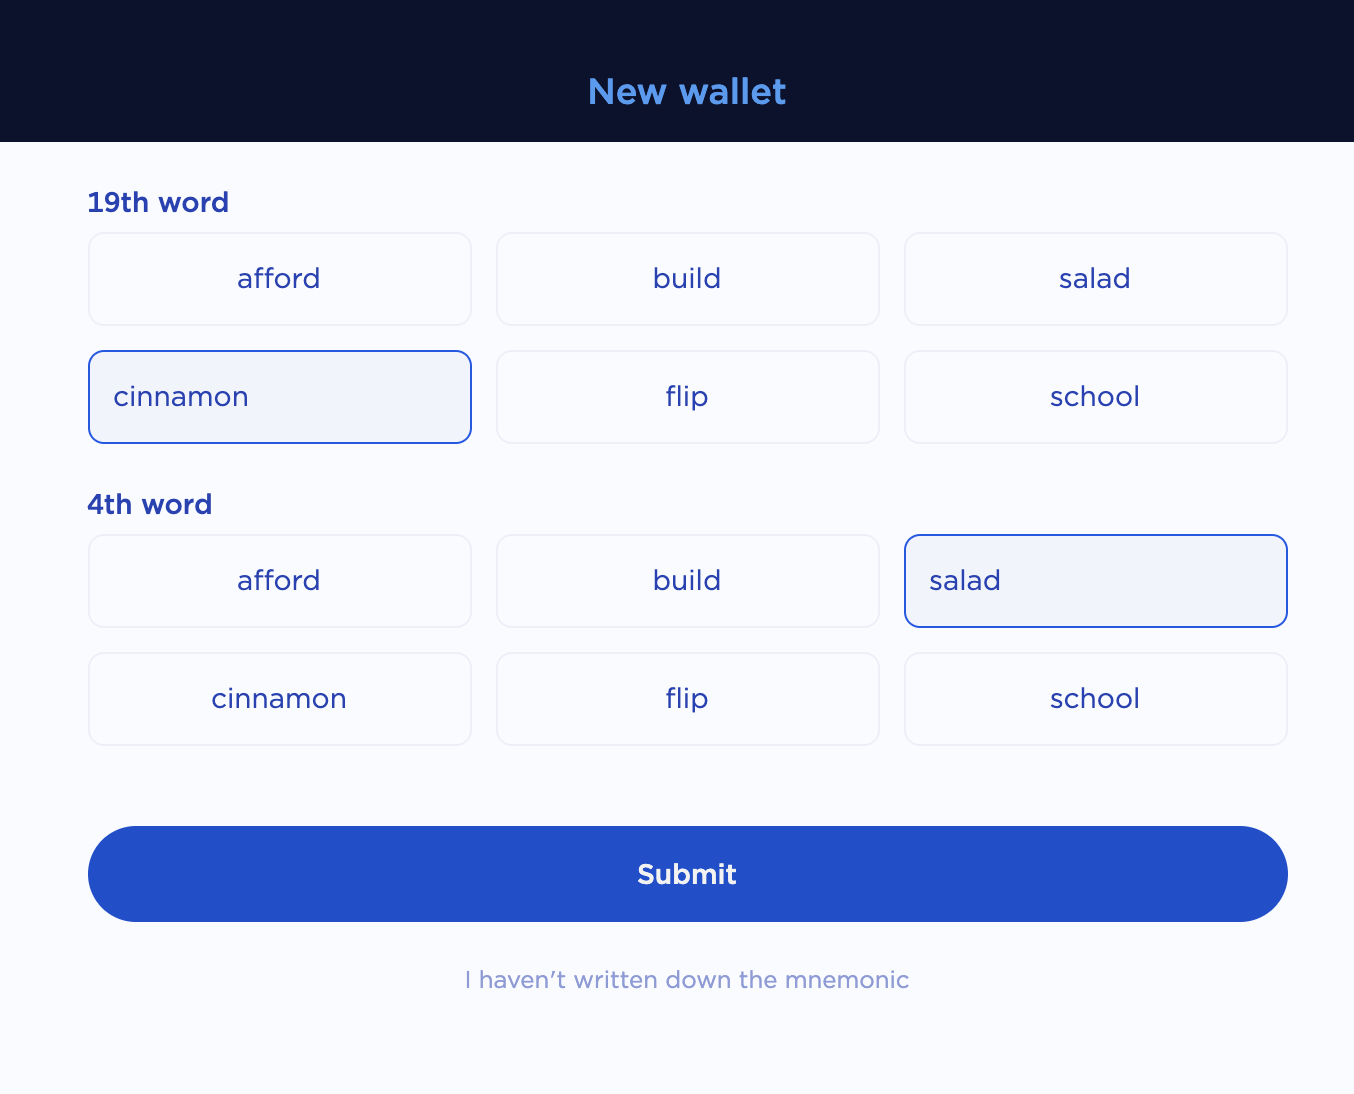 New wallet
19th word
afford build salad
cinnamon flip school
4th word
afford build salad
cinnamon flip school
Submit
I haven't written down the mnemonic